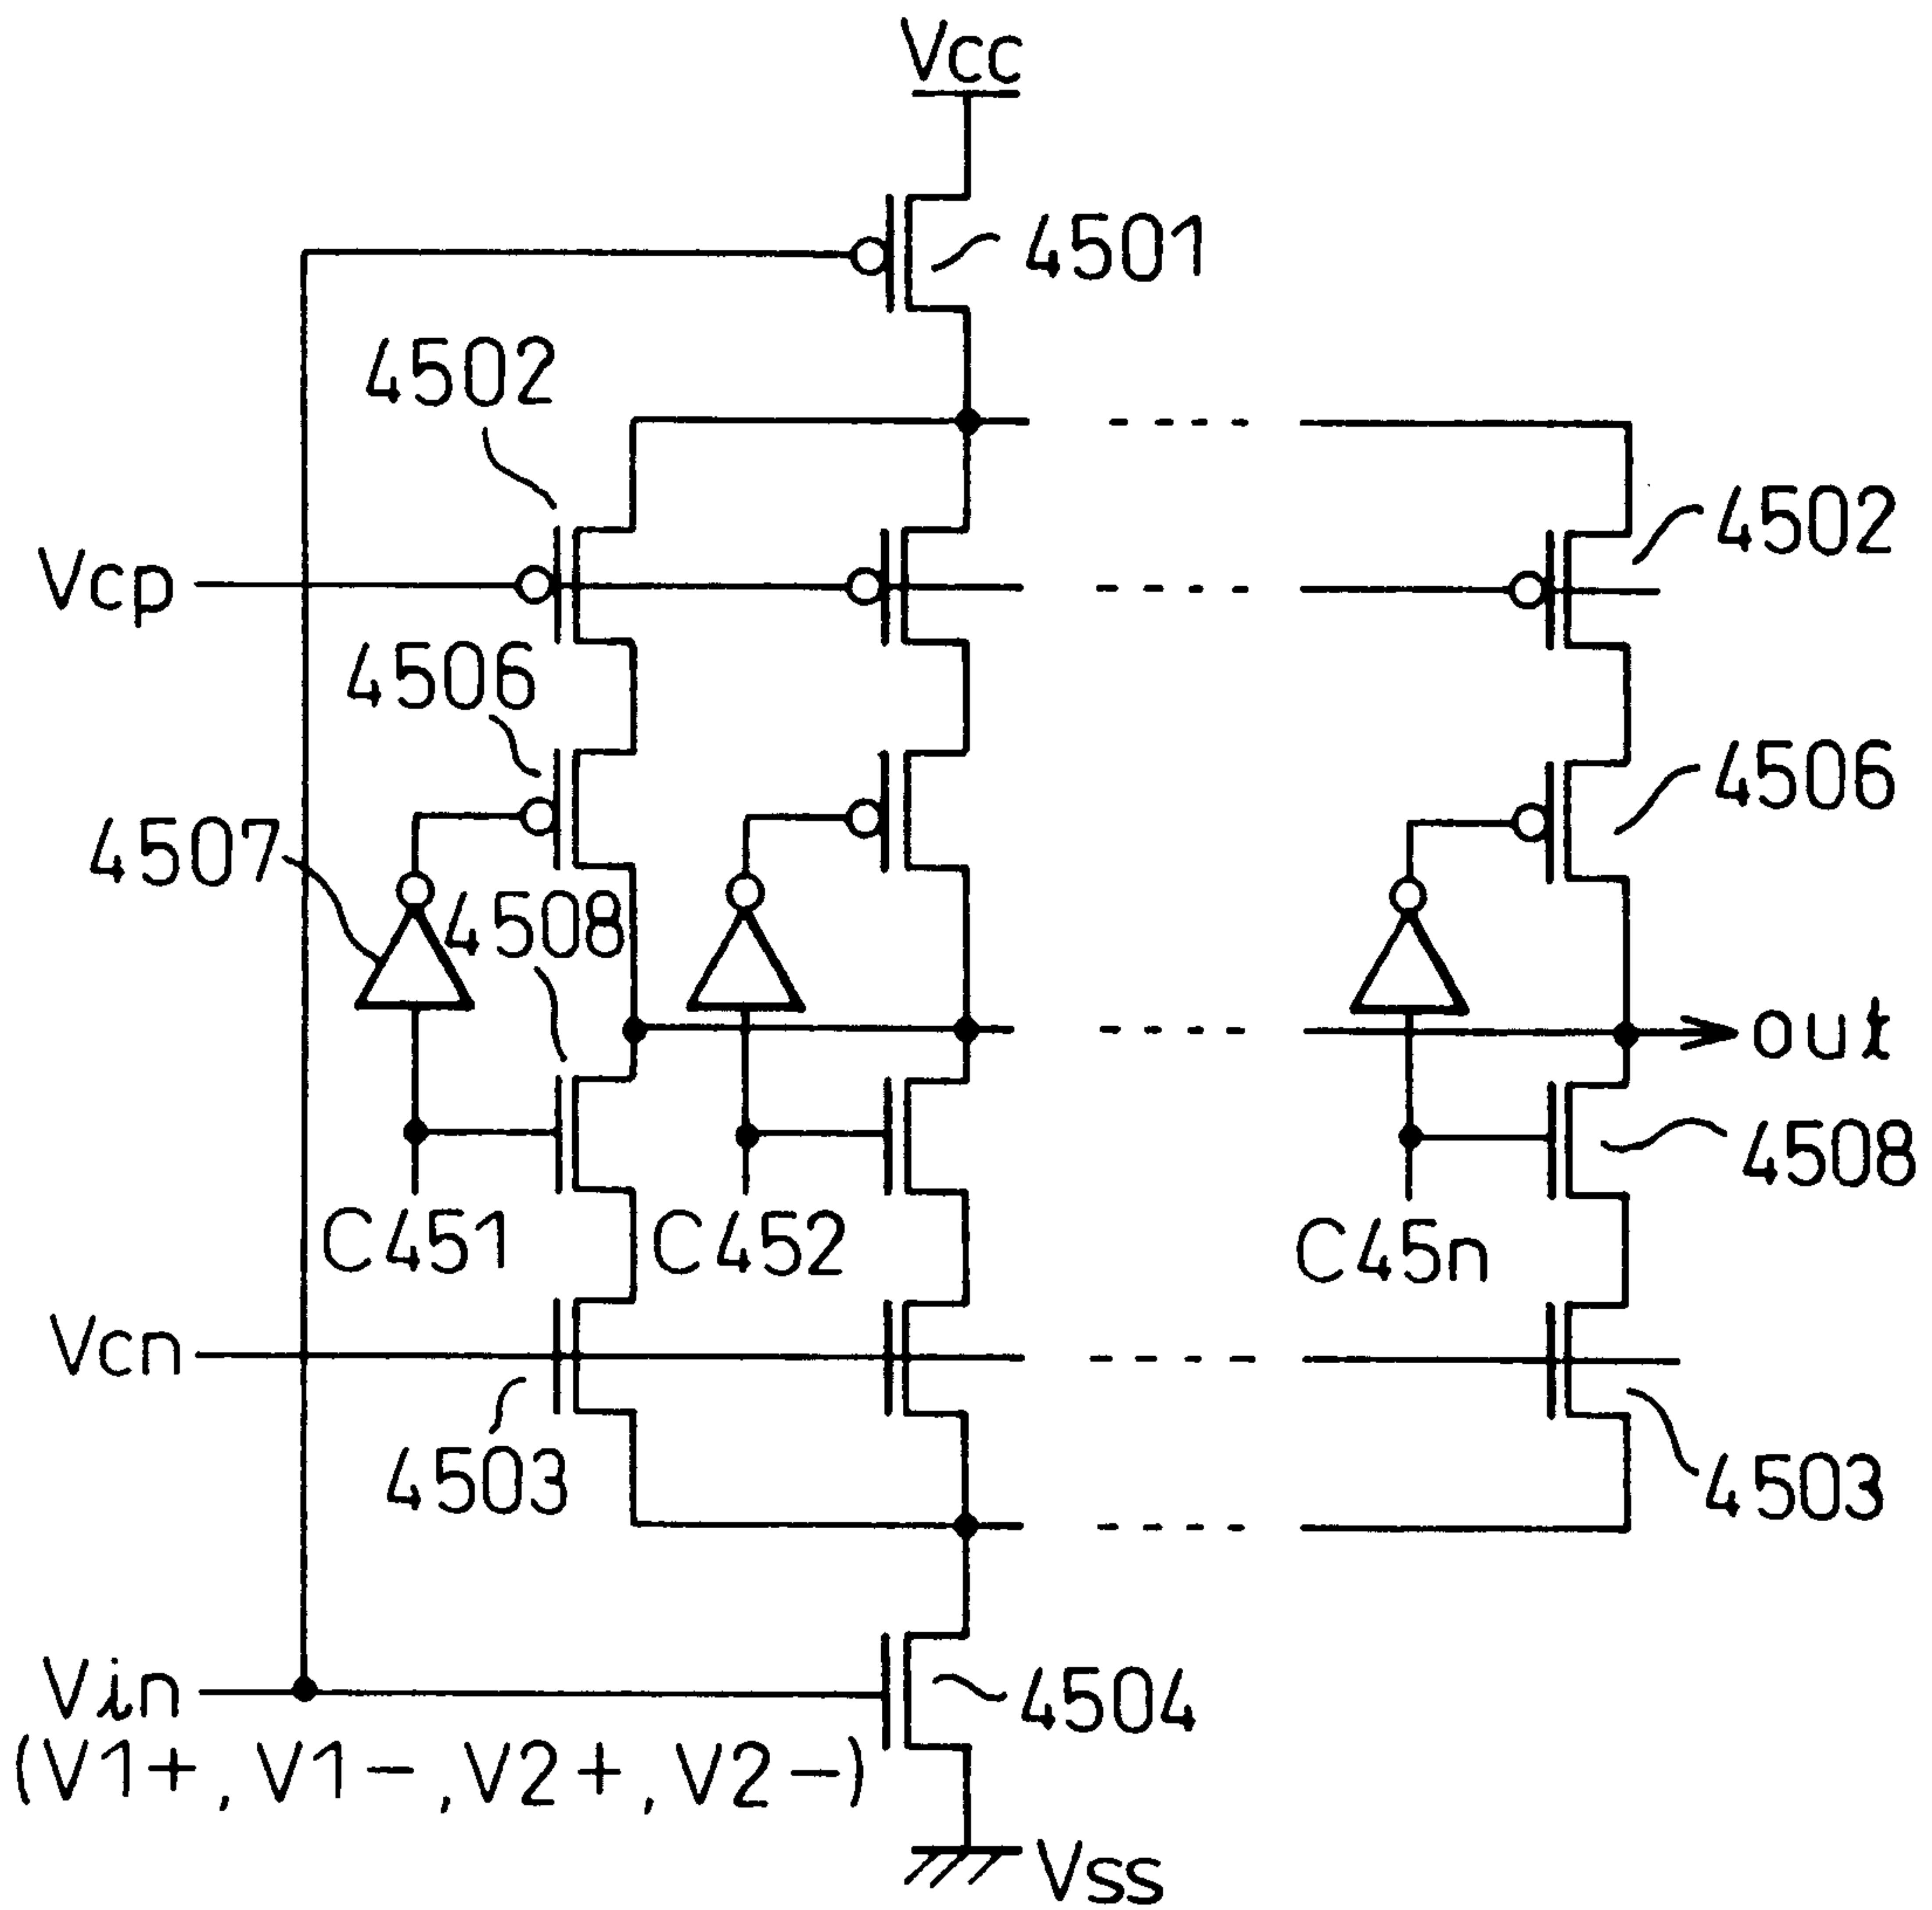 Vcc
4501
4502
4502
Vcp
4506
4506
4507
4508
out
4508
C451
C452
C45n
Vcn
4503
4503
Vin
4504
(V1+, V1-, V2+, V2-)
Vss